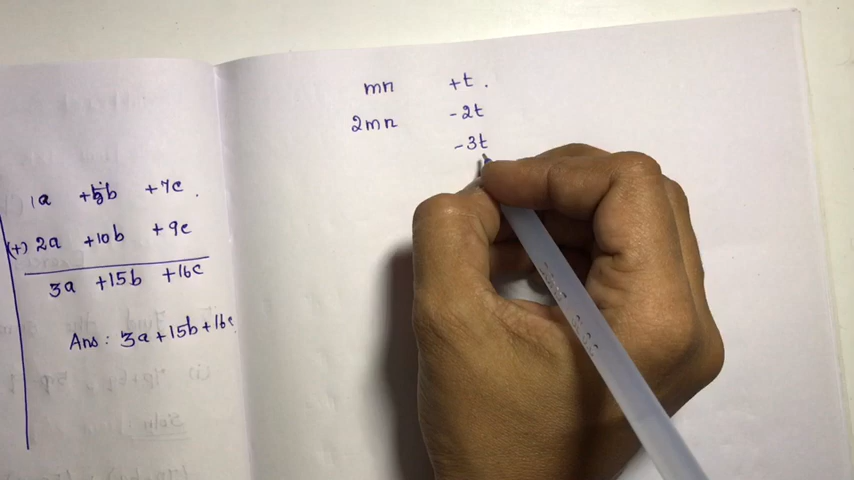 1a +5b +7c.
(+) 2a +10b +9c
3a +15b +16c
Ans: 3a+15b+16c
mn +t.
2mn -2t
-3t